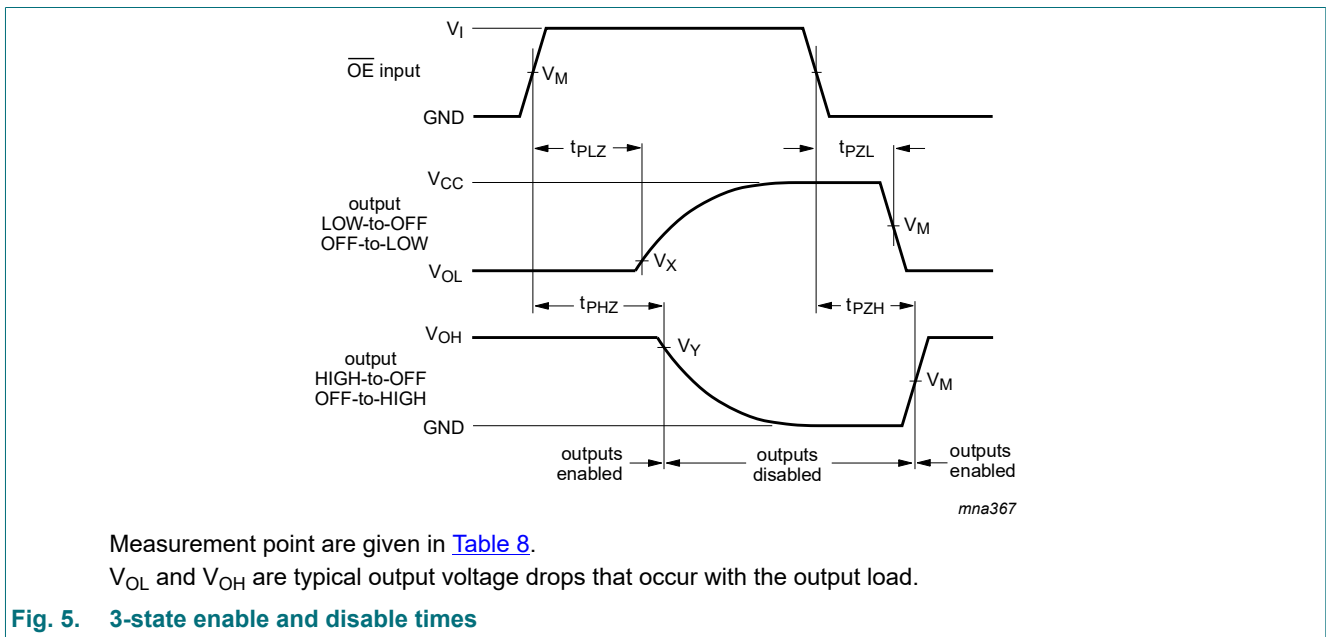 V_I
OE input
V_M
GND
t_PLZ
t_PZL
V_CC
output
LOW-to-OFF
OFF-to-LOW
V_M
V_X
V_OL
t_PHZ
t_PZH
V_OH
V_Y
output
HIGH-to-OFF
OFF-to-HIGH
V_M
GND
outputs
enabled
outputs
disabled
outputs
enabled
mna367
Measurement point are given in Table 8.
V_OL and V_OH are typical output voltage drops that occur with the output load.
Fig. 5. 3-state enable and disable times